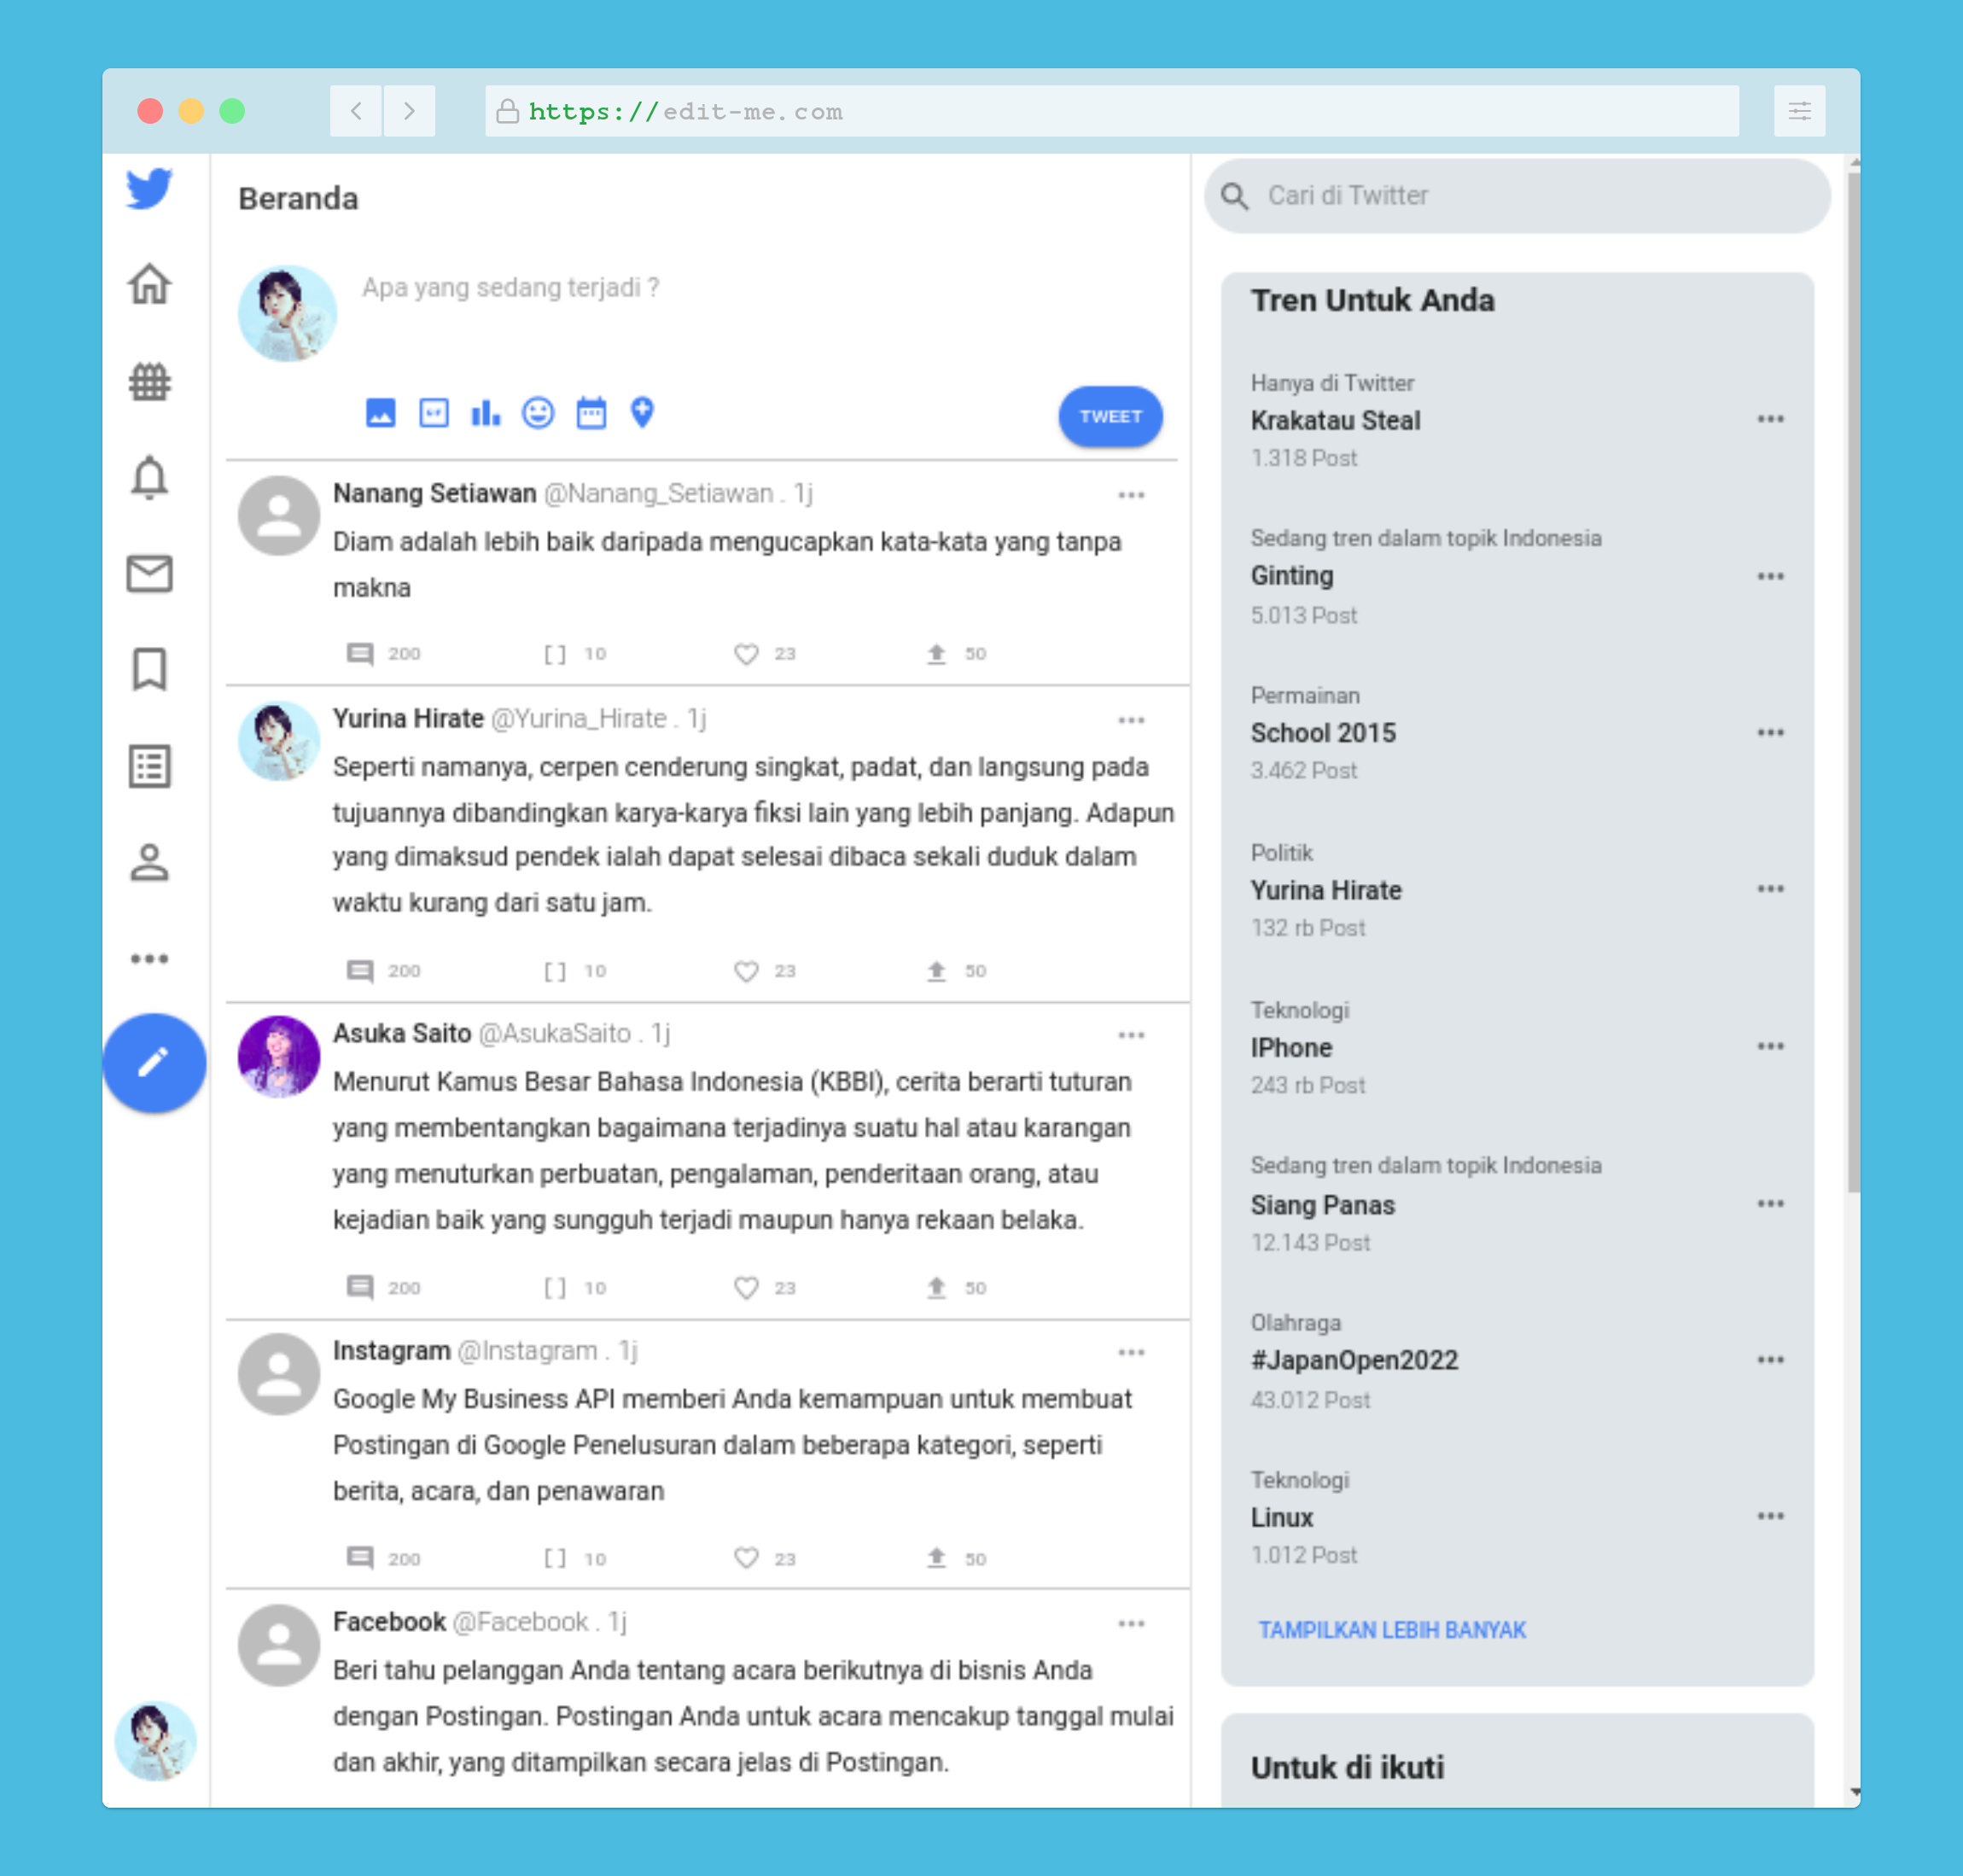 https://edit-me.com
Beranda
Apa yang sedang terjadi ?
GIF
TWEET
Nanang Setiawan @Nanang_Setiawan . 1j
Diam adalah lebih baik daripada mengucapkan kata-kata yang tanpa
makna
200 10 23 50
Yurina Hirate @Yurina_Hirate . 1j
Seperti namanya, cerpen cenderung singkat, padat, dan langsung pada
tujuannya dibandingkan karya-karya fiksi lain yang lebih panjang. Adapun
yang dimaksud pendek ialah dapat selesai dibaca sekali duduk dalam
waktu kurang dari satu jam.
200 10 23 50
Asuka Saito @AsukaSaito . 1j
Menurut Kamus Besar Bahasa Indonesia (KBBI), cerita berarti tuturan
yang membentangkan bagaimana terjadinya suatu hal atau karangan
yang menuturkan perbuatan, pengalaman, penderitaan orang, atau
kejadian baik yang sungguh terjadi maupun hanya rekaan belaka.
200 10 23 50
Instagram @Instagram . 1j
Google My Business API memberi Anda kemampuan untuk membuat
Postingan di Google Penelusuran dalam beberapa kategori, seperti
berita, acara, dan penawaran
200 10 23 50
Facebook @Facebook . 1j
Beri tahu pelanggan Anda tentang acara berikutnya di bisnis Anda
dengan Postingan. Postingan Anda untuk acara mencakup tanggal mulai
dan akhir, yang ditampilkan secara jelas di Postingan.
Cari di Twitter
Tren Untuk Anda
Hanya di Twitter
Krakatau Steal
1.318 Post
Sedang tren dalam topik Indonesia
Ginting
5.013 Post
Permainan
School 2015
3.462 Post
Politik
Yurina Hirate
132 rb Post
Teknologi
IPhone
243 rb Post
Sedang tren dalam topik Indonesia
Siang Panas
12.143 Post
Olahraga
#JapanOpen2022
43.012 Post
Teknologi
Linux
1.012 Post
TAMPILKAN LEBIH BANYAK
Untuk di ikuti